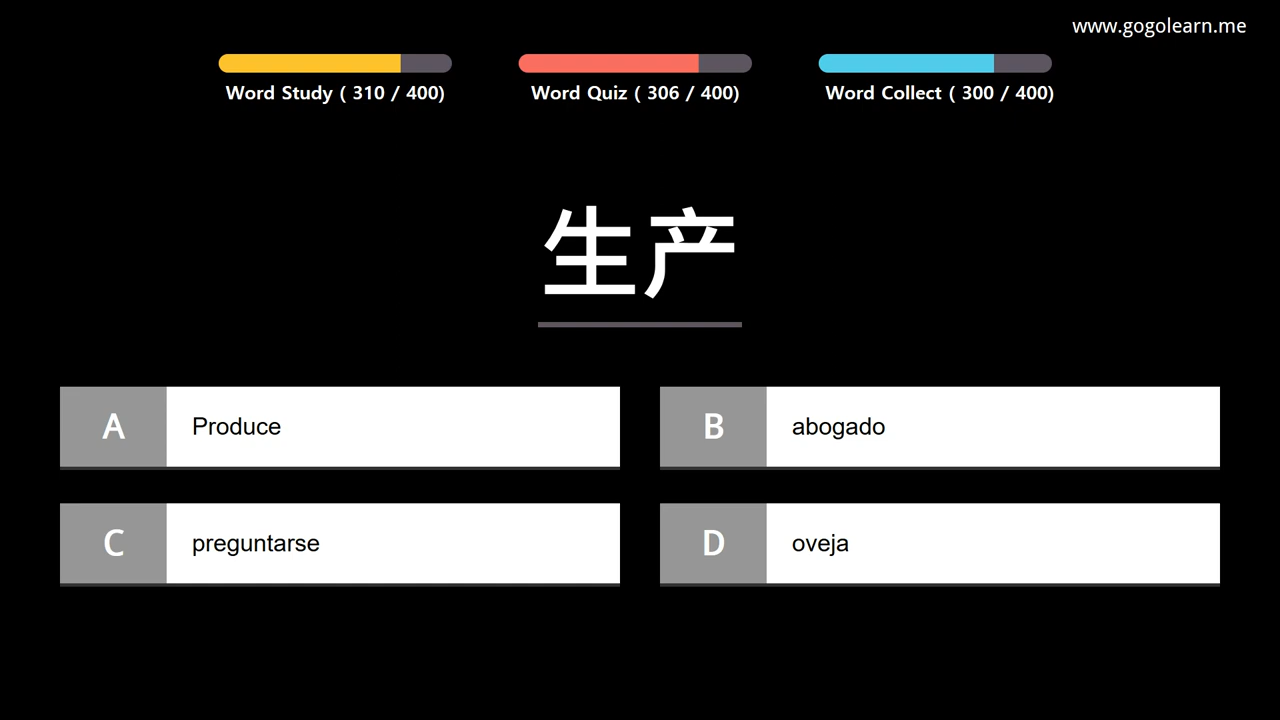 www.gogolearn.me
Word Study ( 310 / 400)
Word Quiz ( 306 / 400)
Word Collect ( 300 / 400)
生产
A Produce
B abogado
C preguntarse
D oveja